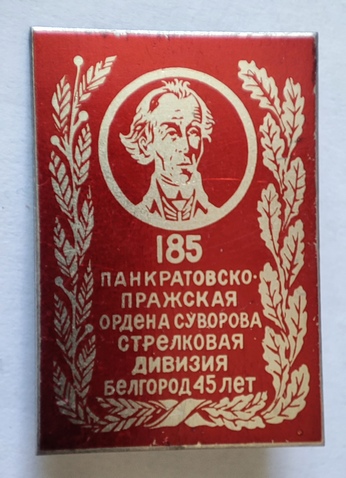 185
ПАНКРАТОВСКО-
ПРАЖСКАЯ
ОРДЕНА СУВОРОВА
СТРЕЛКОВАЯ
ДИВИЗИЯ
БЕЛГОРОД 45 ЛЕТ